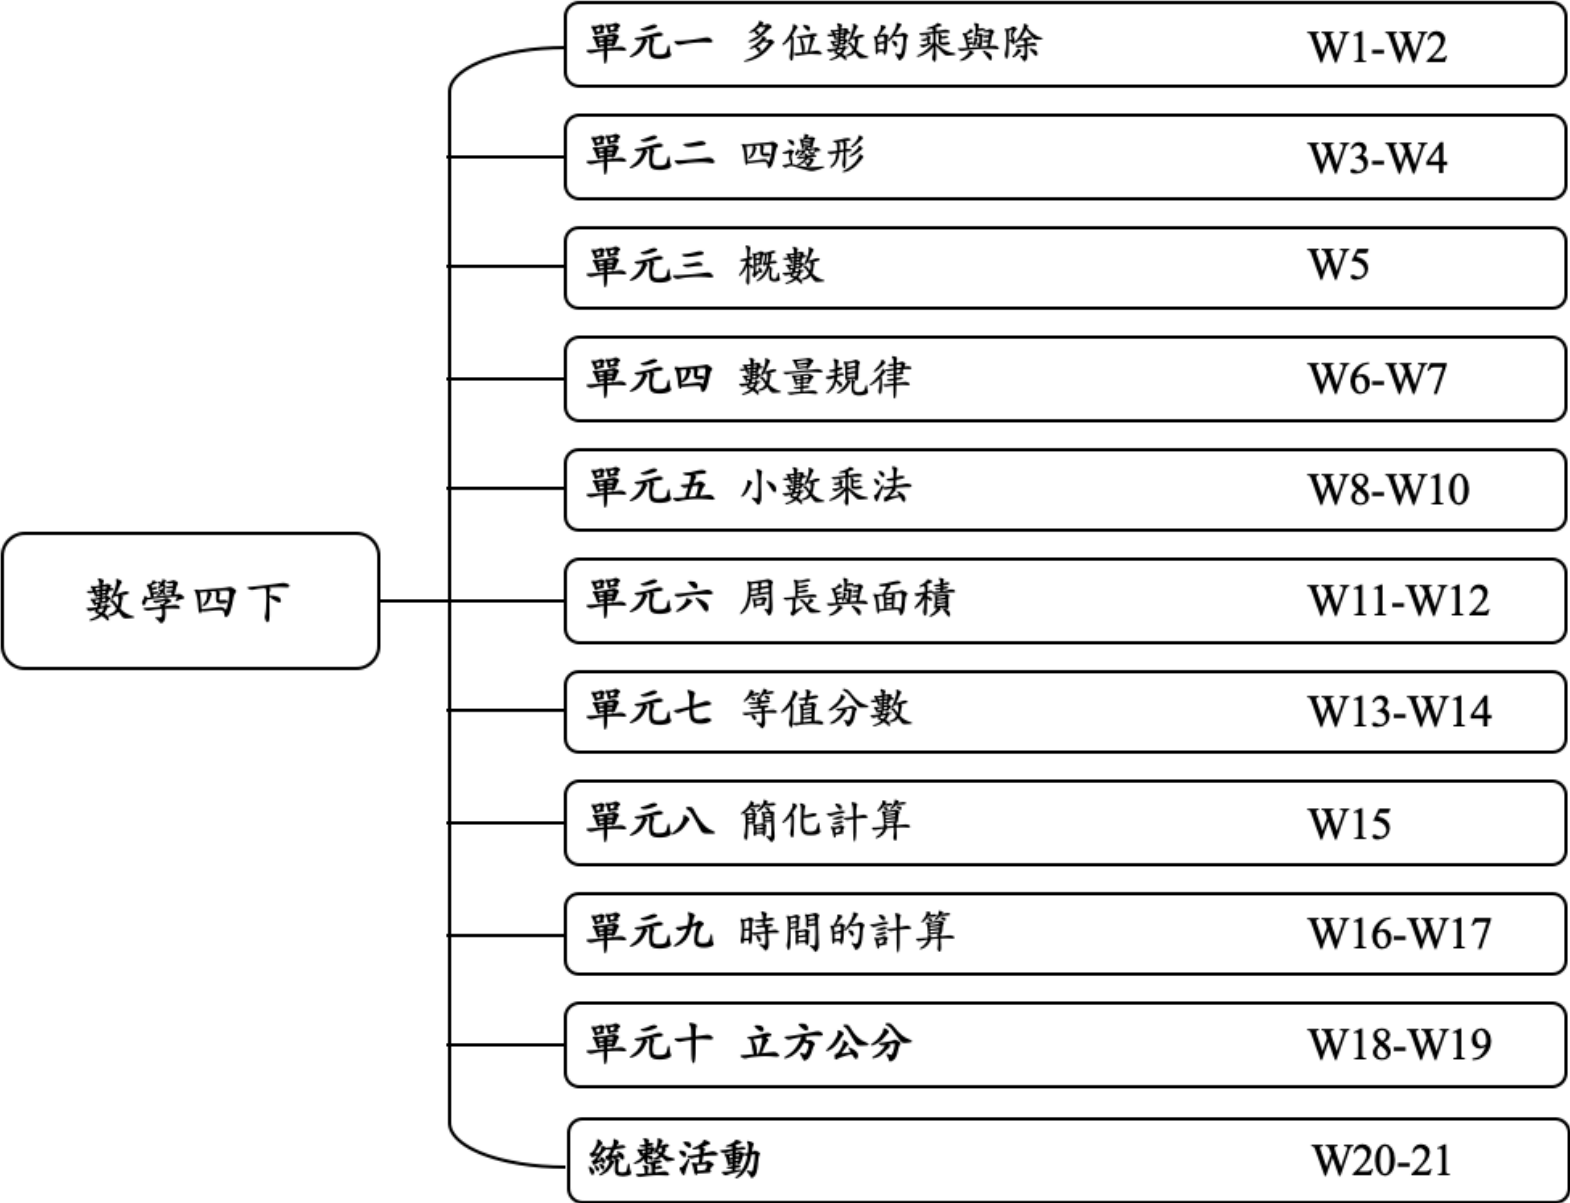 單元一 多位數的乘與除 W1-W2
單元二 四邊形 W3-W4
單元三 概數 W5
單元四 數量規律 W6-W7
單元五 小數乘法 W8-W10
數學四下
單元六 周長與面積 W11-W12
單元七 等值分數 W13-W14
單元八 簡化計算 W15
單元九 時間的計算 W16-W17
單元十 立方公分 W18-W19
統整活動 W20-21